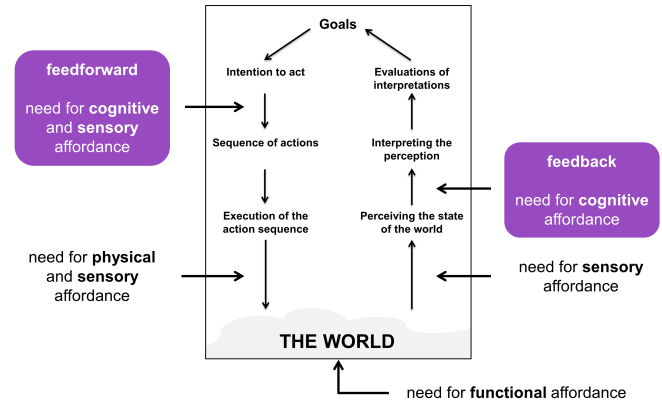 Goals
feedforward
need for cognitive
and sensory
affordance
Intention to act
Sequence of actions
Execution of the
action sequence
need for physical
and sensory
affordance
Evaluations of
interpretations
Interpreting the
perception
Perceiving the state
of the world
feedback
need for cognitive
affordance
need for sensory
affordance
THE WORLD
need for functional affordance